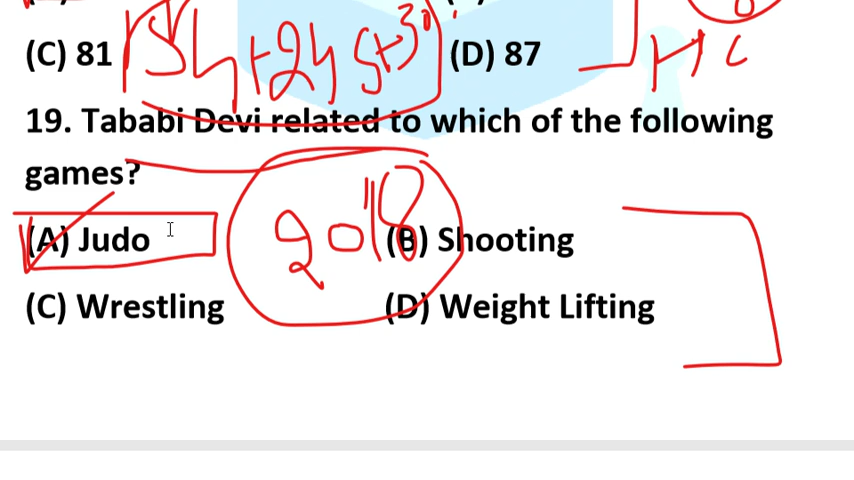 (C) 81 (D) 87
19. Tababi Devi related to which of the following
games?
(A) Judo (B) Shooting
2018
(C) Wrestling (D) Weight Lifting